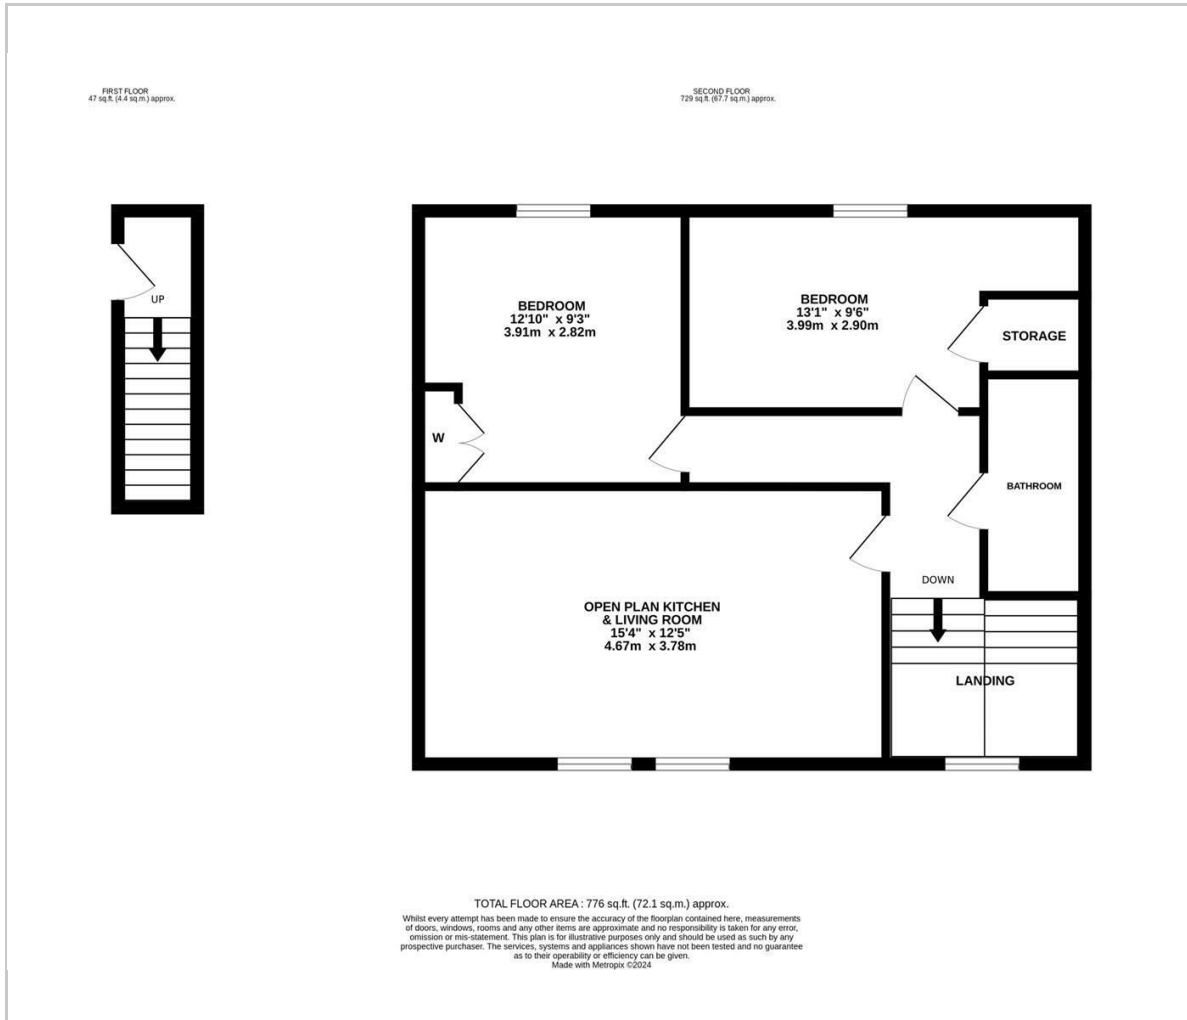 FIRST FLOOR
47 sq.ft. (4.4 sq.m.) approx.
SECOND FLOOR
729 sq.ft. (67.7 sq.m.) approx.
UP
BEDROOM
12'10" x 9'3"
3.91m x 2.82m
BEDROOM
13'1" x 9'6"
3.99m x 2.90m
STORAGE
W
BATHROOM
DOWN
OPEN PLAN KITCHEN
& LIVING ROOM
15'4" x 12'5"
4.67m x 3.78m
LANDING
TOTAL FLOOR AREA : 776 sq.ft. (72.1 sq.m.) approx.
Whilst every attempt has been made to ensure the accuracy of the floorplan contained here, measurements
of doors, windows, rooms and any other items are approximate and no responsibility is taken for any error,
omission or mis-statement. This plan is for illustrative purposes only and should be used as such by any
prospective purchaser. The services, systems and appliances shown have not been tested and no guarantee
as to their operability or efficiency can be given.
Made with Metropix ©2024